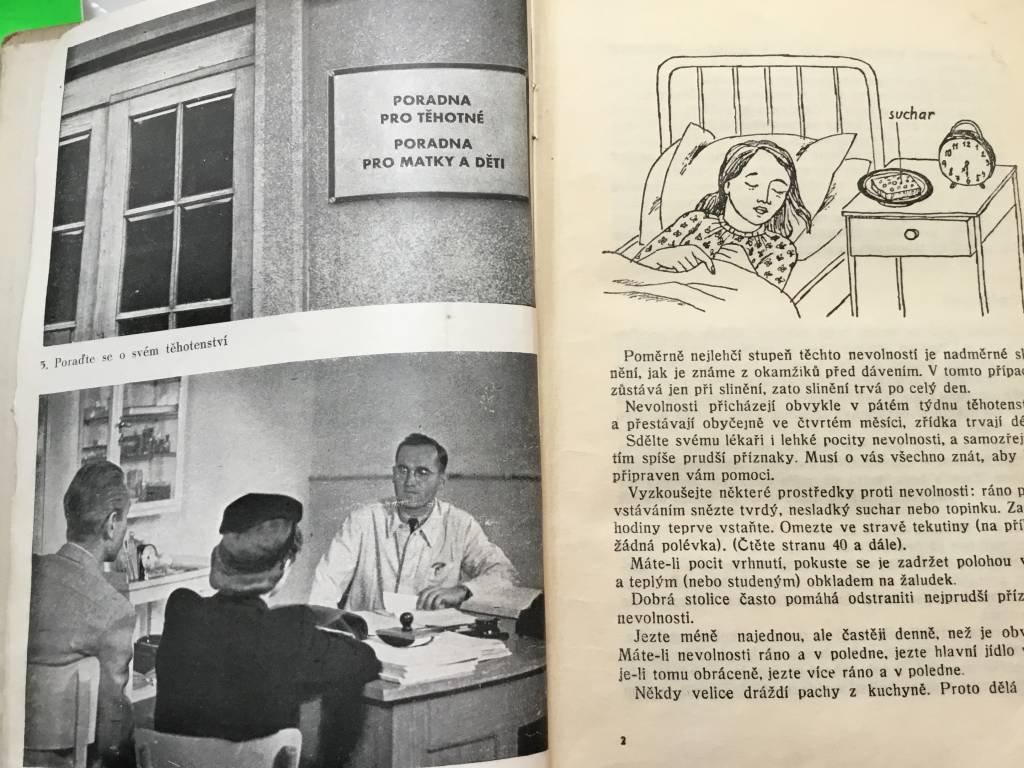 PORADNA
PRO TĚHOTNÉ
PORADNA
PRO MATKY A DĚTI
5. Poraďte se o svém těhotenství
suchar
Poměrně nejlehčí stupeň těchto nevolností je nadměrné sl
nění, jak je známe z okamžiků před dávením. V tomto přípa
zůstává jen při slinění, zato slinění trvá po celý den.
Nevolnosti přicházejí obvykle v pátém týdnu těhotenst
a přestávají obyčejně ve čtvrtém měsíci, zřídka trvají dé
Sdělte svému lékaři i lehké pocity nevolnosti, a samozřej
tím spíše prudší příznaky. Musí o vás všechno znát, aby
připraven vám pomoci.
Vyzkoušejte některé prostředky proti nevolnosti: ráno p
vstáváním snězte tvrdý, nesladký suchar nebo topinku. Za
hodiny teprve vstaňte. Omezte ve stravě tekutiny (na pří
žádná polévka). (Čtěte stranu 40 a dále).
Máte-li pocit vrhnutí, pokuste se je zadržet polohou v
a teplým (nebo studeným) obkladem na žaludek.
Dobrá stolice často pomáhá odstraniti nejprudší příz
nevolnosti.
Jezte méně najednou, ale častěji denně, než je obv
Máte-li nevolnosti ráno a v poledne, jezte hlavní jídlo v
je-li tomu obráceně, jezte více ráno a v poledne.
Někdy velice dráždí pachy z kuchyně. Proto dělá
2